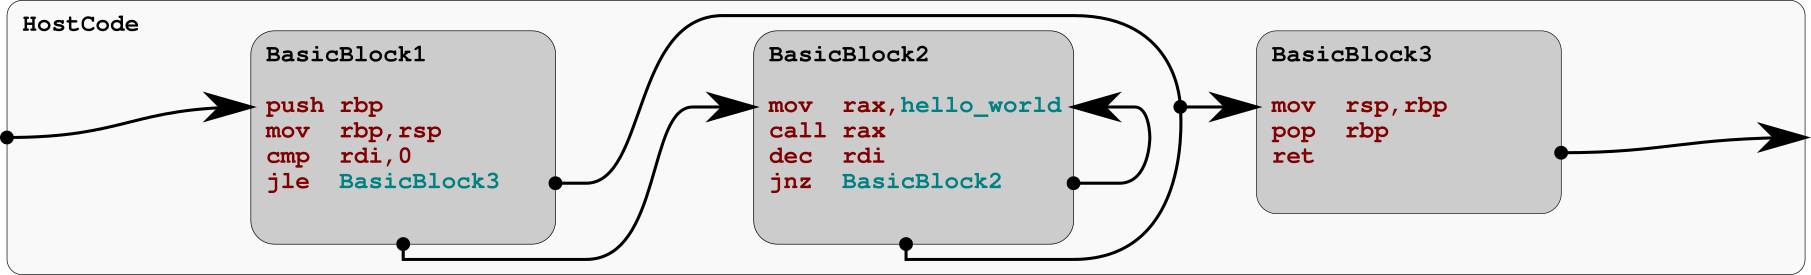 HostCode
BasicBlock1
push rbp
mov rbp,rsp
cmp rdi,0
jle BasicBlock3
BasicBlock2
mov rax,hello_world
call rax
dec rdi
jnz BasicBlock2
BasicBlock3
mov rsp,rbp
pop rbp
ret